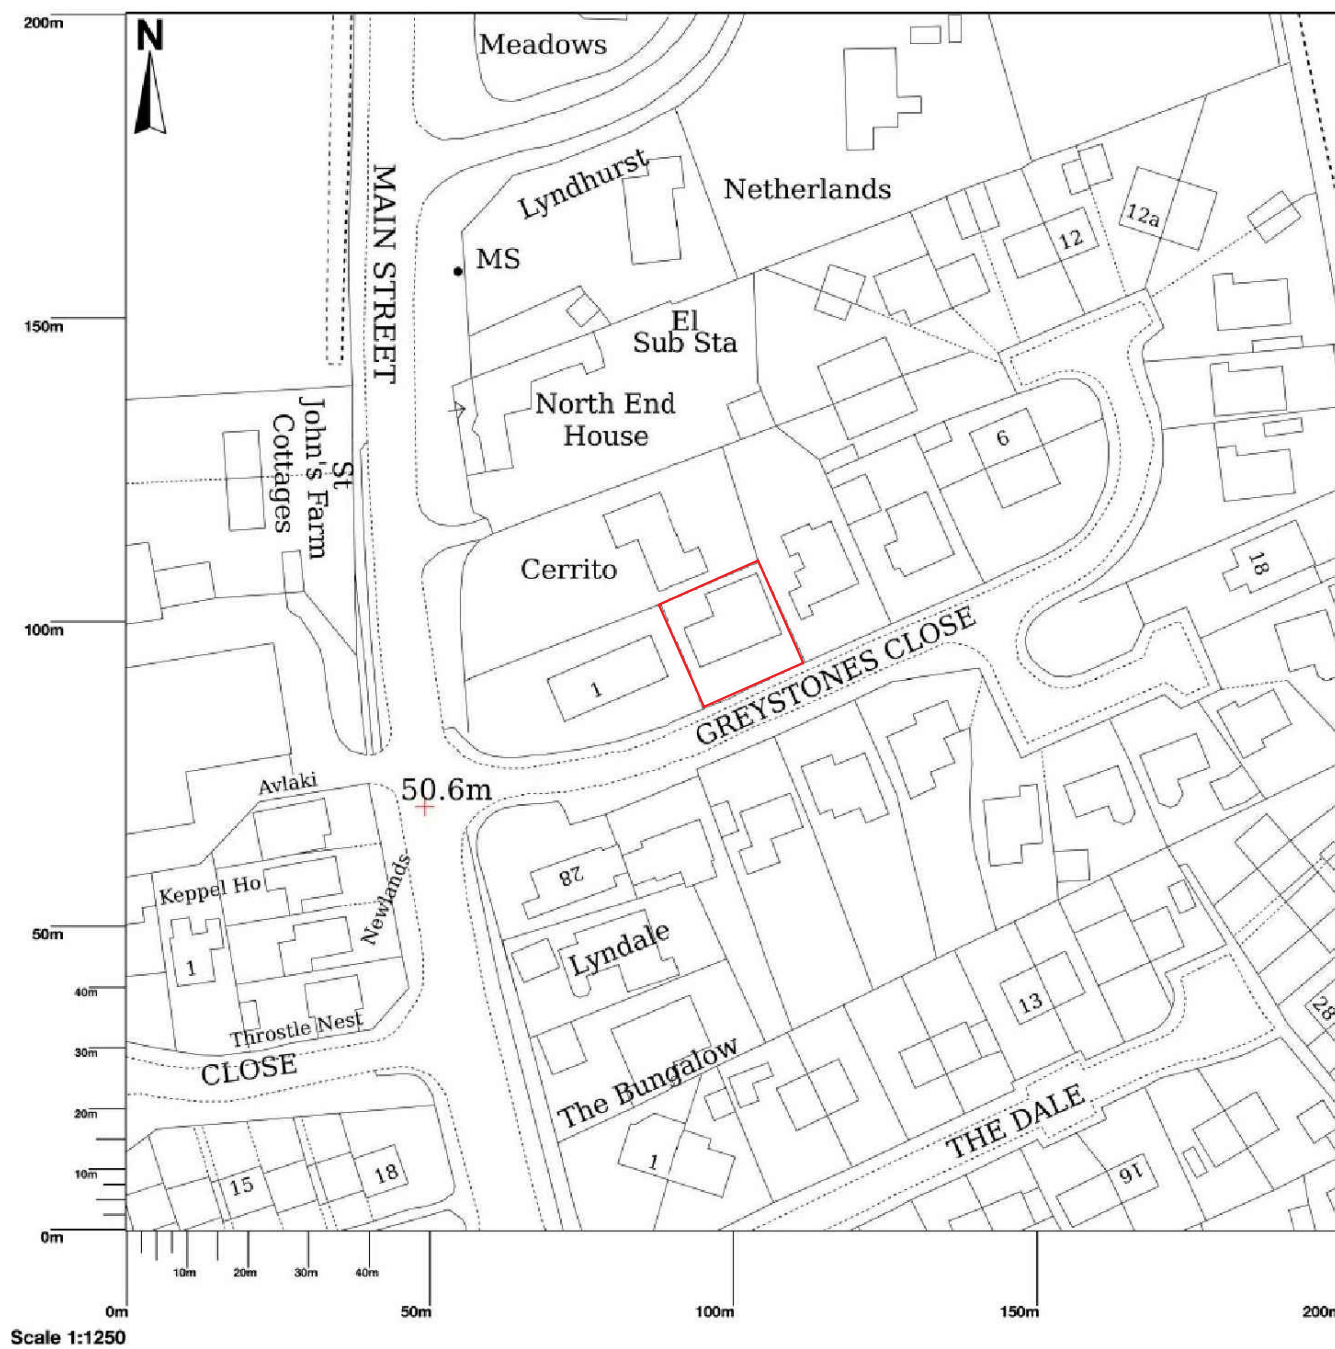 200m
N
Meadows
Lyndhurst
Netherlands
12a
12
MAIN STREET
MS
150m
El
Sub Sta
North End
House
6
St
John's Farm
Cottages
Cerrito
18
100m
1
GREYSTONES CLOSE
50.6m
Avlaki
Keppel Ho
Newlands
28
Lyndale
50m
1
40m
13
28
Throstle Nest
30m
CLOSE
The Bungalow
20m
THE DALE
1
16
10m
15
18
0m
10m
20m
30m
40m
0m
50m
100m
150m
200m
Scale 1:1250